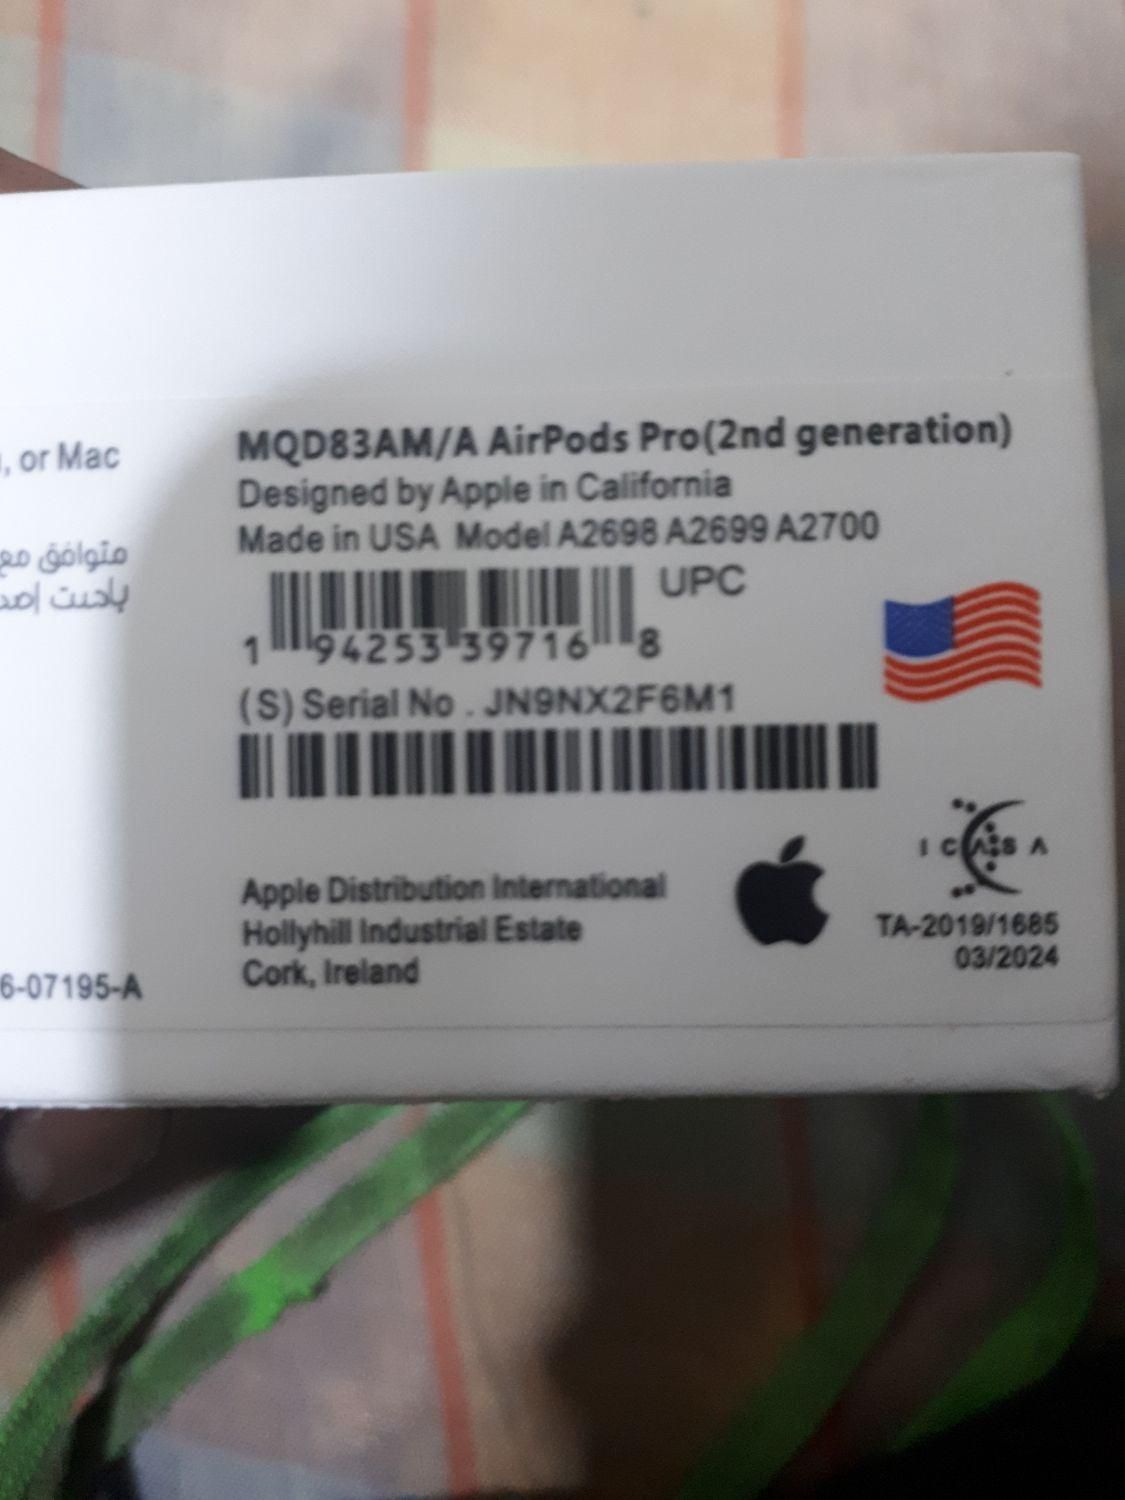 , or Mac
متوافق مع
MQD83AM/A AirPods Pro(2nd generation)
Designed by Apple in California
Made in USA Model A2698 A2699 A2700
UPC
1 94253 39716 8
(S) Serial No . JN9NX2F6M1
Apple Distribution International
Hollyhill Industrial Estate
Cork, Ireland
ICASA
TA-2019/1685
03/2024
6-07195-A